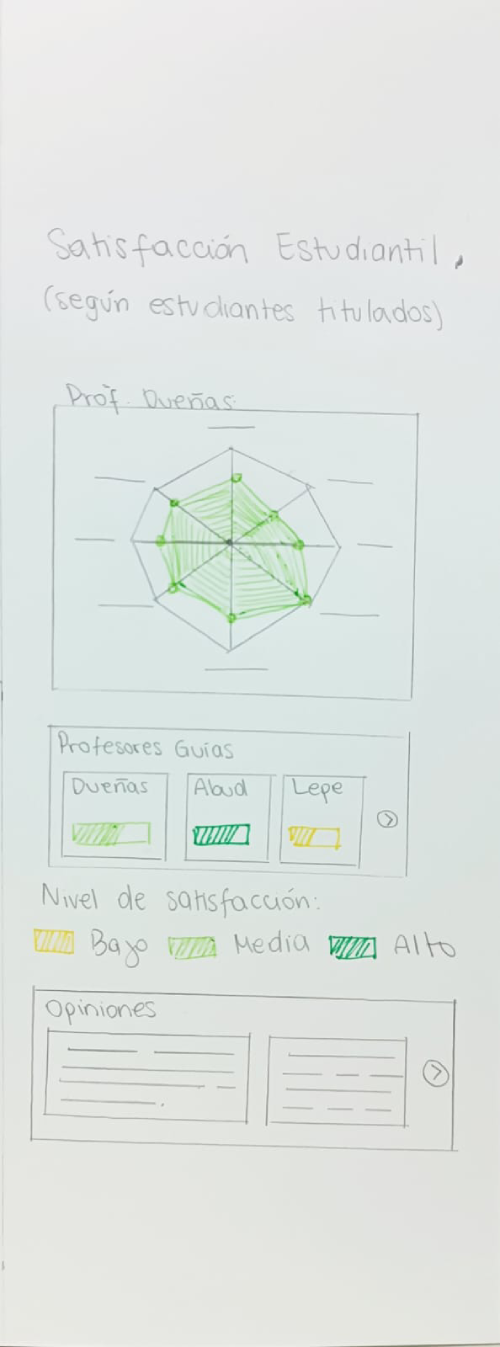 Satisfacción Estudiantil,
(según estudiantes titulados)
Prof. Dueñas:
Profesores Guías
Dueñas
Abud
Lepe
Nivel de satisfacción:
Bajo Media Alto
Opiniones